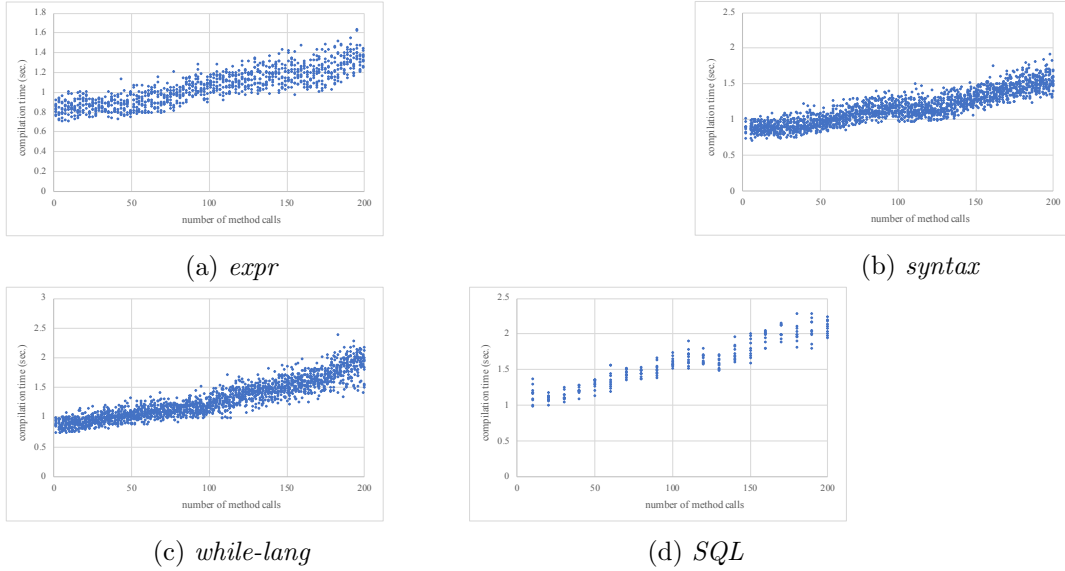 1.8
1.6
1.4
1.2
1
0.8
0.6
0.4
0.2
0
compilation time (sec.)
0 50 100 150 200
number of method calls
(a) expr
2.5
2
1.5
1
0.5
0
compilation time (sec.)
0 50 100 150 200
number of method calls
(b) syntax
3
2.5
2
1.5
1
0.5
0
compilation time (sec.)
0 50 100 150 200
number of method calls
(c) while-lang
2.5
2
1.5
1
0.5
0
compilation time (sec.)
0 50 100 150 200
number of method calls
(d) SQL